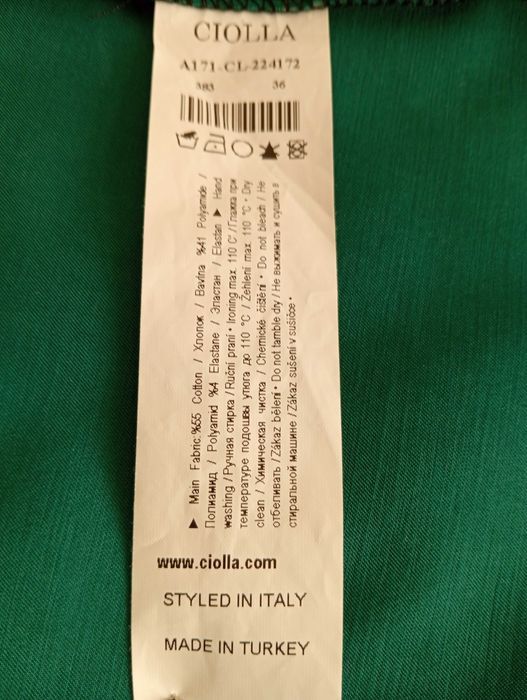 CIOLLA
A171-CL-224172
383 36
► Main Fabric:%55 Cotton / Хлопок / Bavlna %41 Polyamide /
Полиамид / Polyamid %4 Elastane / Эластан / Elastan ► Hand
washing / Ручная стирка / Ruční praní • Ironing max. 110 C° / Глажка при
температуре подошвы утюга до 110 °C / Žehlení max. 110 °C • Dry
clean / Химическая чистка / Chemické čištění • Do not bleach / Не
отбеливать / Zákaz bělení • Do not tamble dry / Не выжимать и сушить в
стиральной машине / Zákaz sušení v sušičce •
www.ciolla.com
STYLED IN ITALY
MADE IN TURKEY